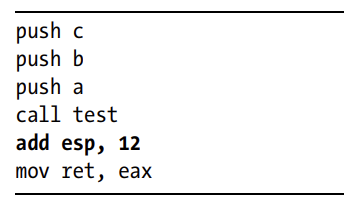 push c
push b
push a
call test
add esp, 12
mov ret, eax